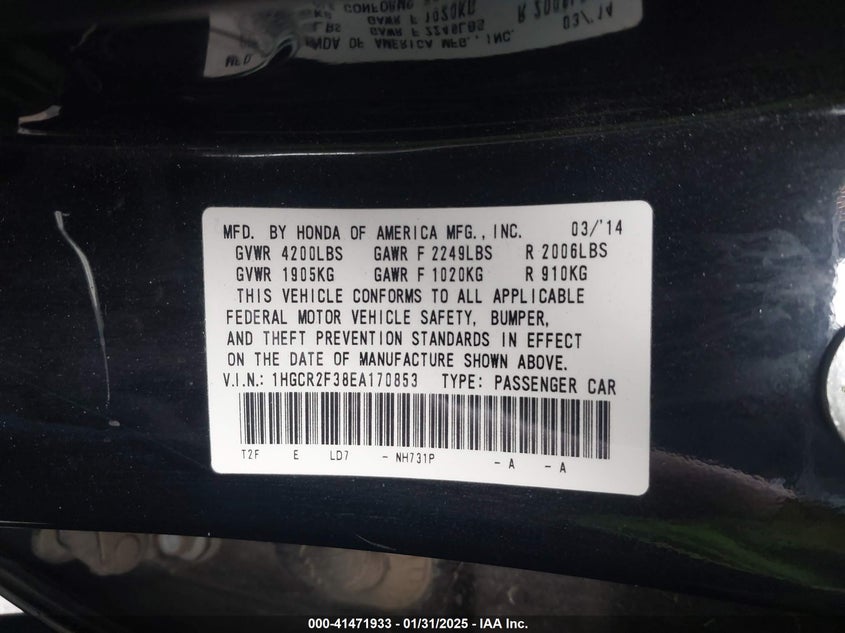 MFD. BY HONDA OF AMERICA MFG., INC. 03/'14
GVWR 4200LBS GAWR F 2249LBS R 2006LBS
GVWR 1905KG GAWR F 1020KG R 910KG
THIS VEHICLE CONFORMS TO ALL APPLICABLE
FEDERAL MOTOR VEHICLE SAFETY, BUMPER,
AND THEFT PREVENTION STANDARDS IN EFFECT
ON THE DATE OF MANUFACTURE SHOWN ABOVE.
V.I.N.: 1HGCR2F38EA170853 TYPE: PASSENGER CAR
T2F E LD7 - NH731P - A - A
000-41471933 - 01/31/2025 - IAA Inc.